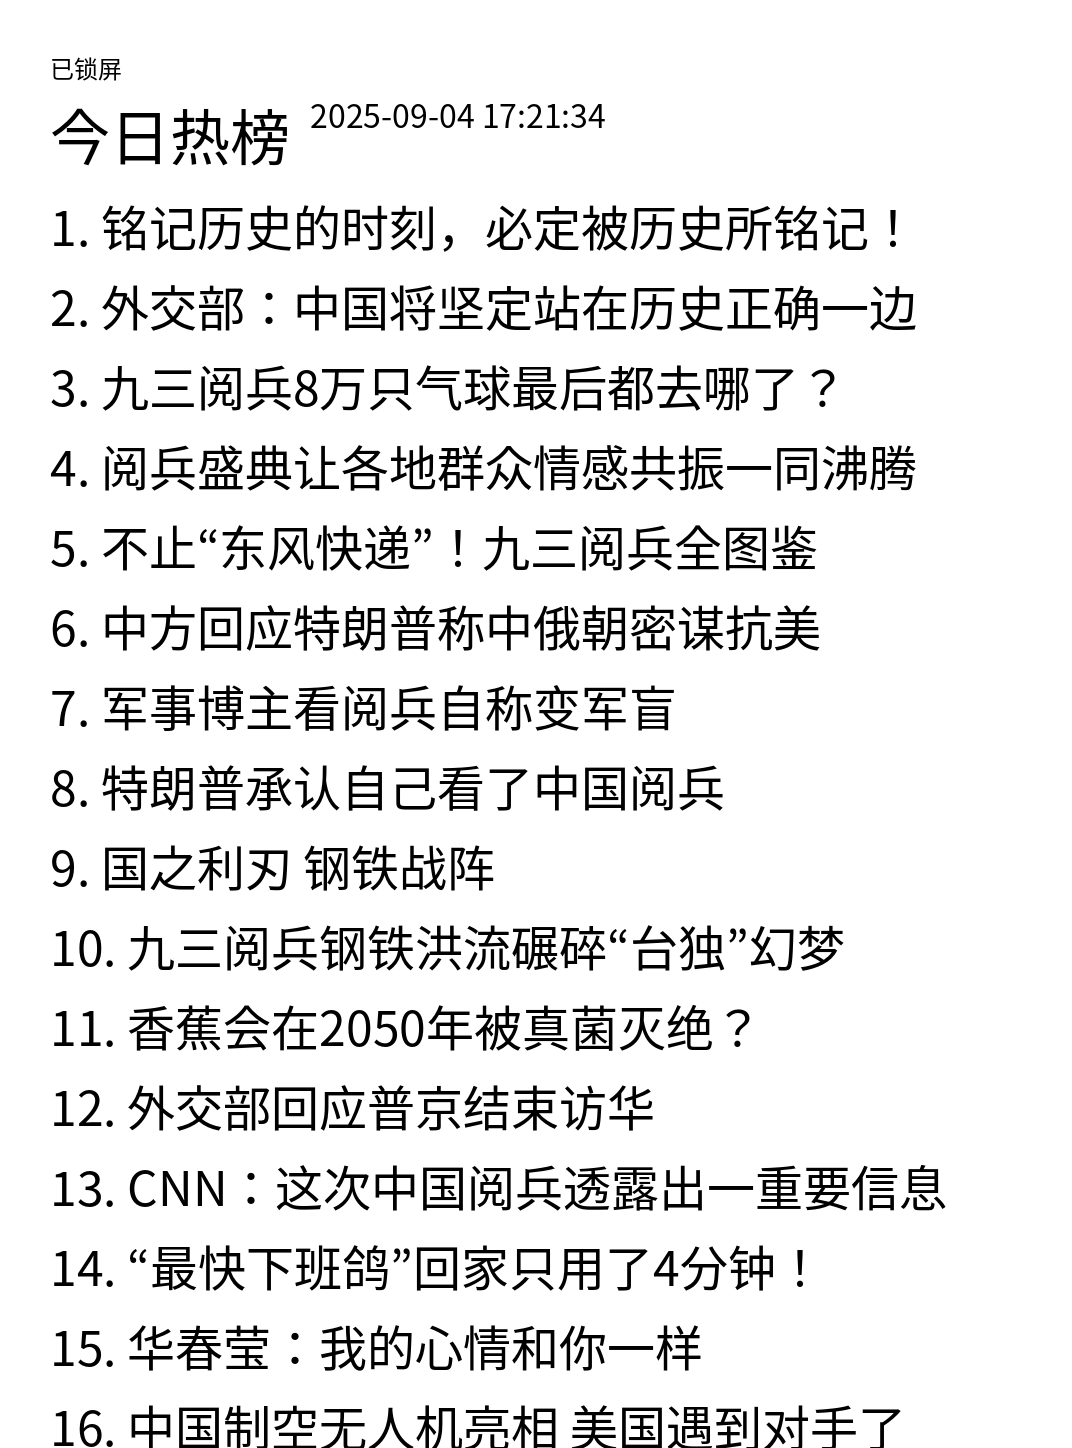 已锁屏
今日热榜 2025-09-04 17:21:34
1. 铭记历史的时刻，必定被历史所铭记！
2. 外交部：中国将坚定站在历史正确一边
3. 九三阅兵8万只气球最后都去哪了？
4. 阅兵盛典让各地群众情感共振一同沸腾
5. 不止“东风快递”！九三阅兵全图鉴
6. 中方回应特朗普称中俄朝密谋抗美
7. 军事博主看阅兵自称变军盲
8. 特朗普承认自己看了中国阅兵
9. 国之利刃 钢铁战阵
10. 九三阅兵钢铁洪流碾碎“台独”幻梦
11. 香蕉会在2050年被真菌灭绝？
12. 外交部回应普京结束访华
13. CNN：这次中国阅兵透露出一重要信息
14. “最快下班鸽”回家只用了4分钟！
15. 华春莹：我的心情和你一样
16. 中国制空无人机亮相 美国遇到对手了